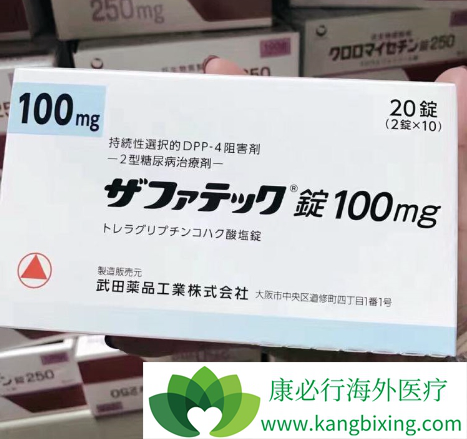 250mg
クロロマイセチン錠250
100mg
20錠
(2錠×10)
持続性選択的DPP-4阻害剤
―2型糖尿病治療剤―
ザファテック®錠100mg
トレラグリプチンコハク酸塩錠
製造販売元
武田薬品工業株式会社 大阪市中央区道修町四丁目1番1号
錠250
康必行海外医疗
www.kangbixing.com